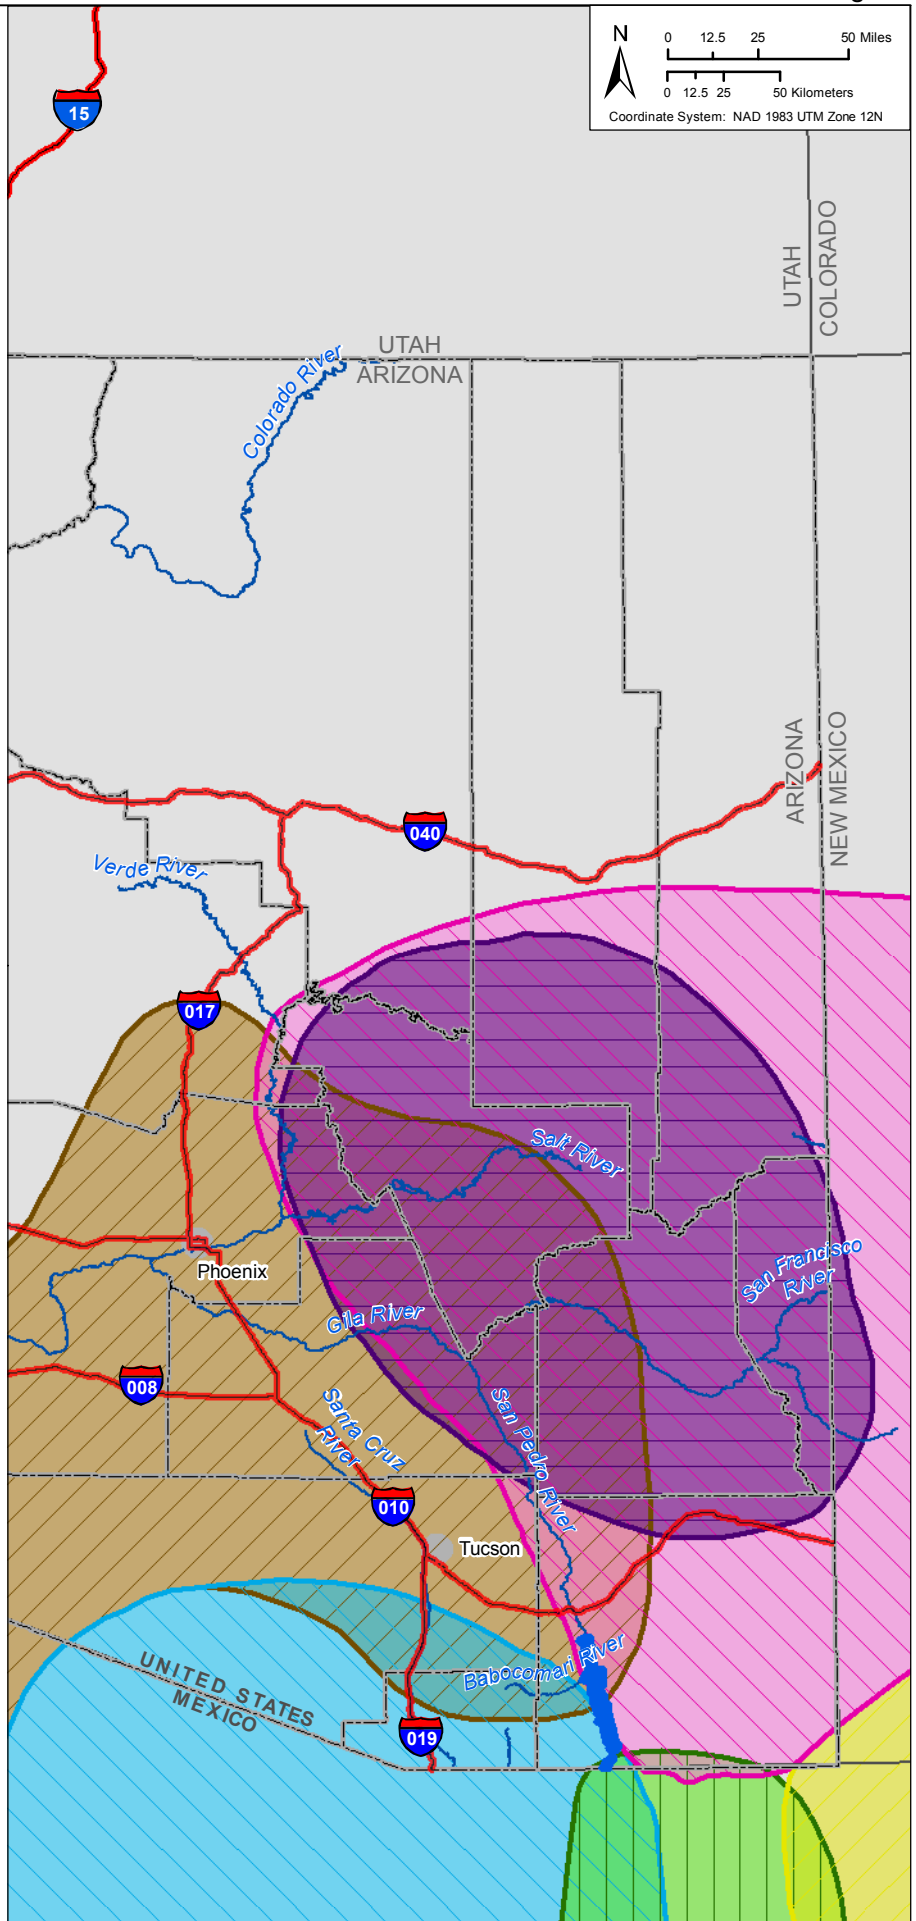 N
0 12.5 25 50 Miles
0 12.5 25 50 Kilometers
Coordinate System: NAD 1983 UTM Zone 12N
15
UTAH
COLORADO
UTAH
ARIZONA
Colorado River
ARIZONA
NEW MEXICO
040
Verde River
017
Salt River
Phoenix
San Francisco
River
Gila River
008
Santa Cruz
River
San Pedro River
010
Tucson
Babocomari River
UNITED STATES
MEXICO
019